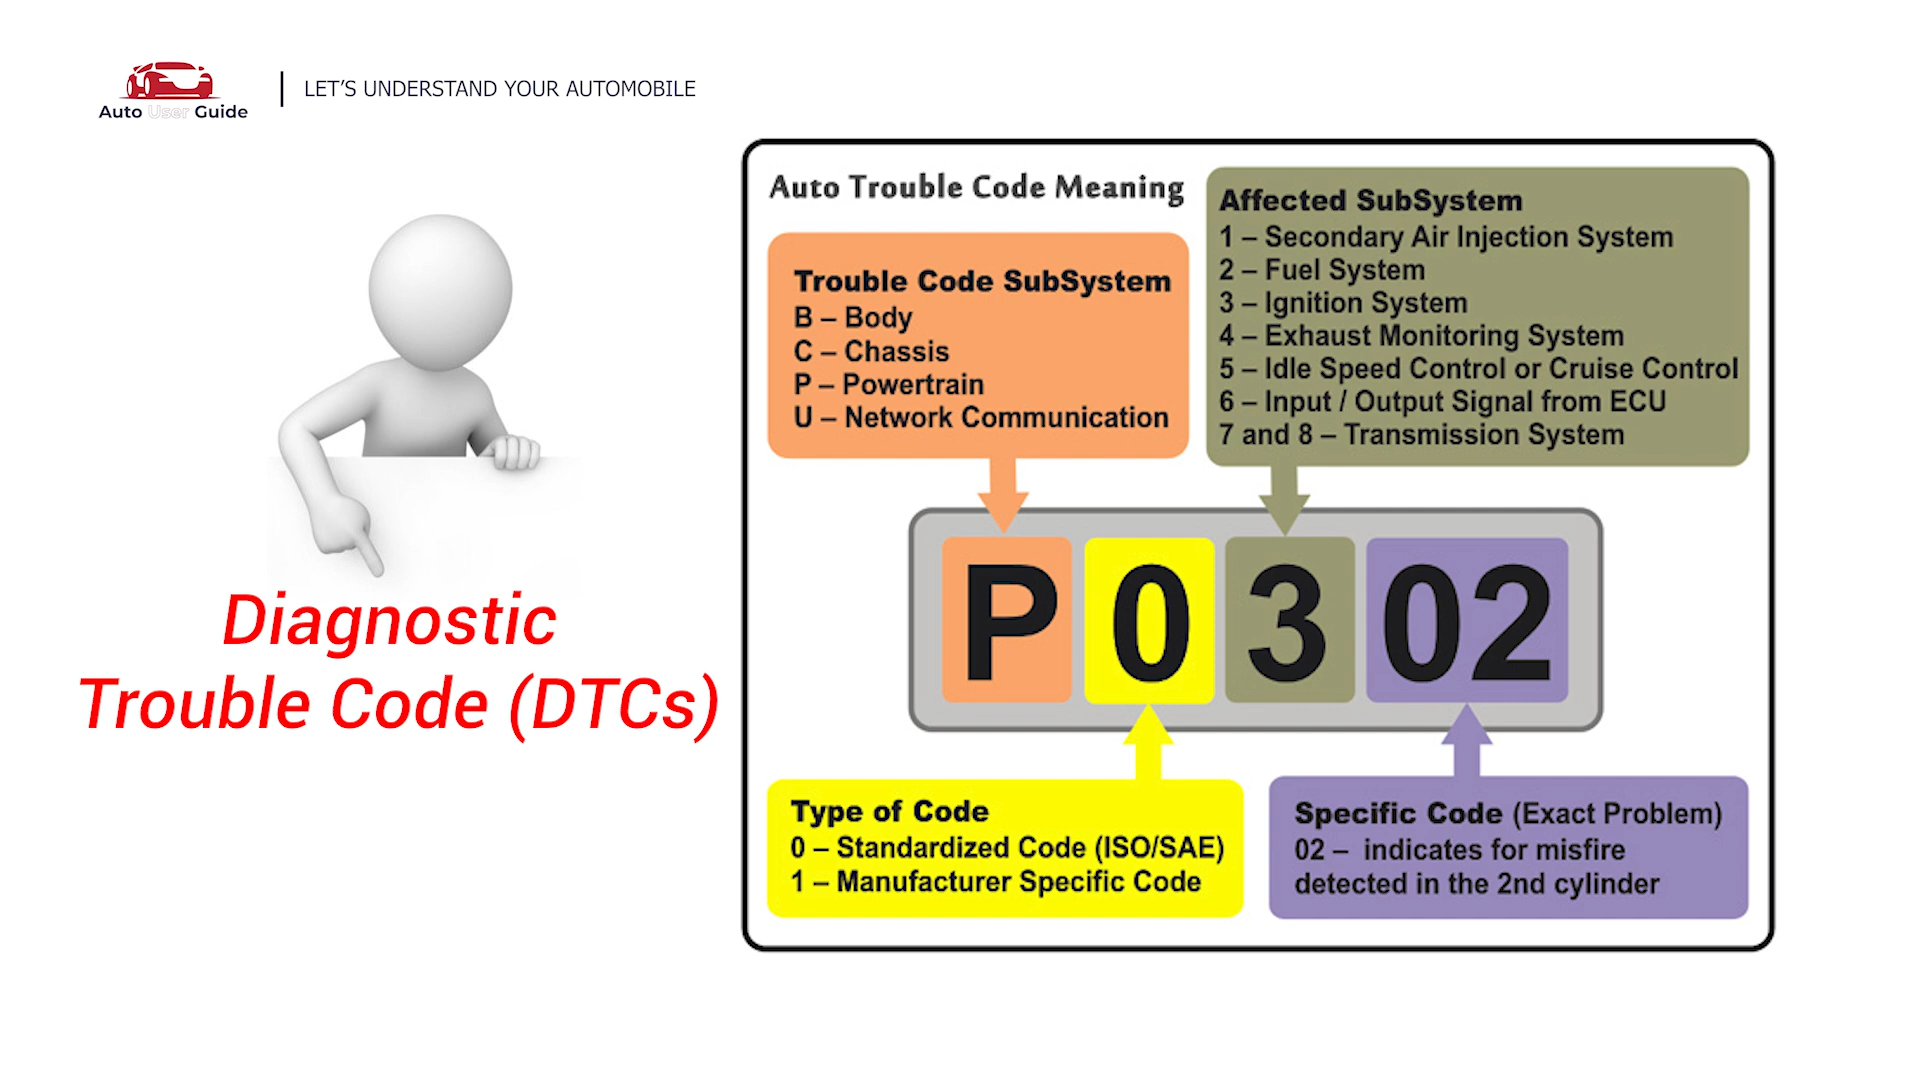 Auto User Guide
LET'S UNDERSTAND YOUR AUTOMOBILE
Diagnostic
Trouble Code (DTCs)
Auto Trouble Code Meaning
Trouble Code SubSystem
B – Body
C – Chassis
P – Powertrain
U – Network Communication
Affected SubSystem
1 – Secondary Air Injection System
2 – Fuel System
3 – Ignition System
4 – Exhaust Monitoring System
5 – Idle Speed Control or Cruise Control
6 – Input / Output Signal from ECU
7 and 8 – Transmission System
P 0 3 02
Type of Code
0 – Standardized Code (ISO/SAE)
1 – Manufacturer Specific Code
Specific Code (Exact Problem)
02 – indicates for misfire
detected in the 2nd cylinder